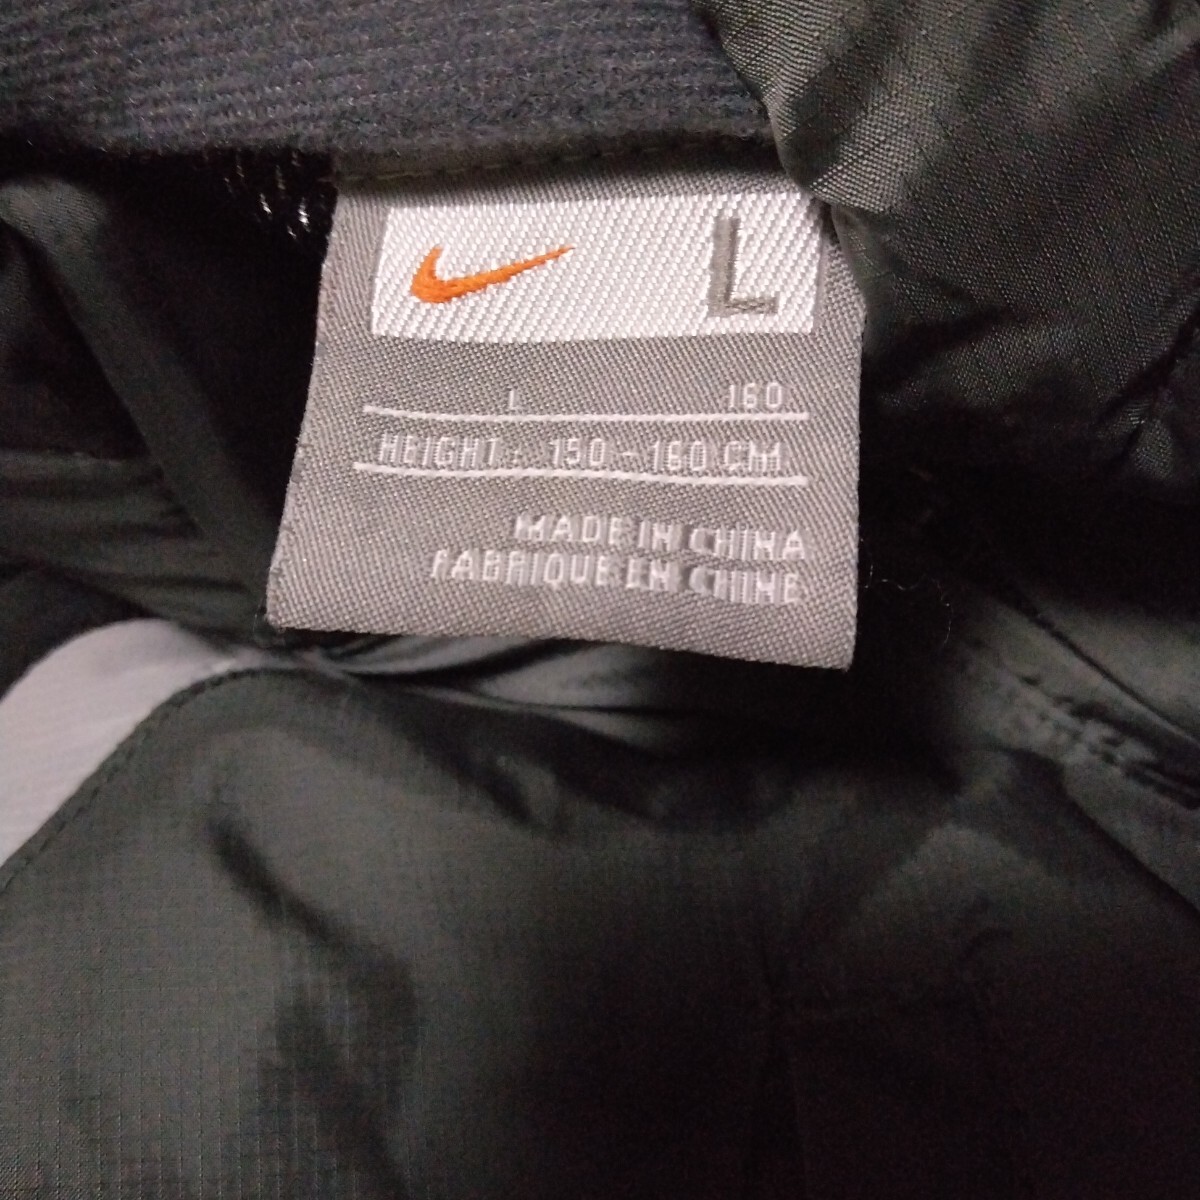 L
L 160
HEIGHT: 150-160 CM
MADE IN CHINA
FABRIQUE EN CHINE